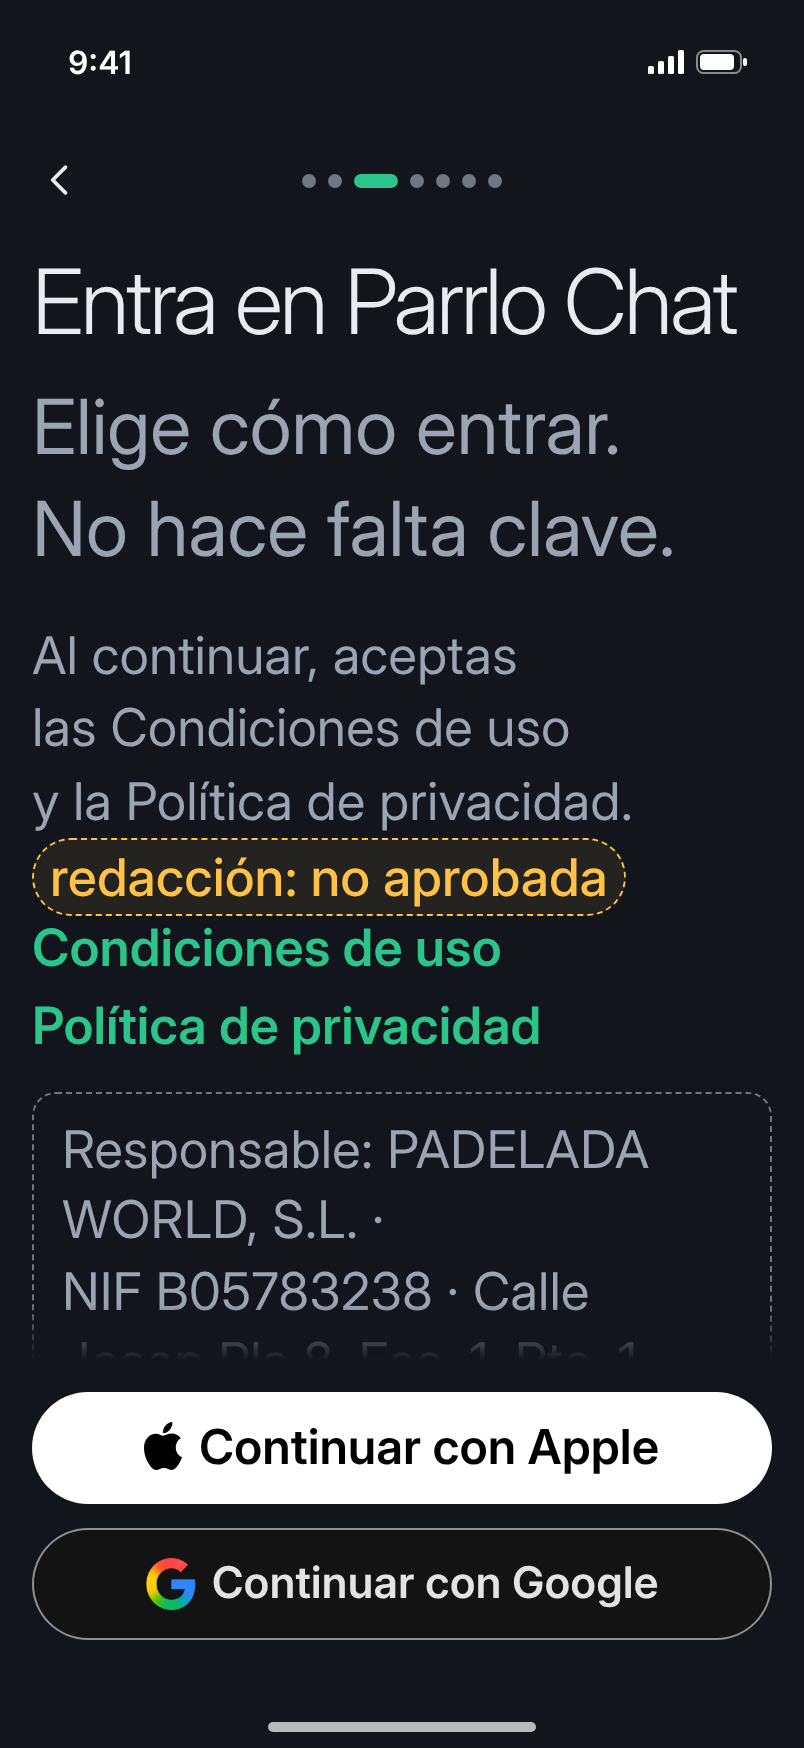 9:41
Entra en Parrlo Chat
Elige cómo entrar.
No hace falta clave.
Al continuar, aceptas
las Condiciones de uso
y la Política de privacidad.
redacción: no aprobada
Condiciones de uso
Política de privacidad
Responsable: PADELADA
WORLD, S.L. ·
NIF B05783238 · Calle
Continuar con Apple
Continuar con Google